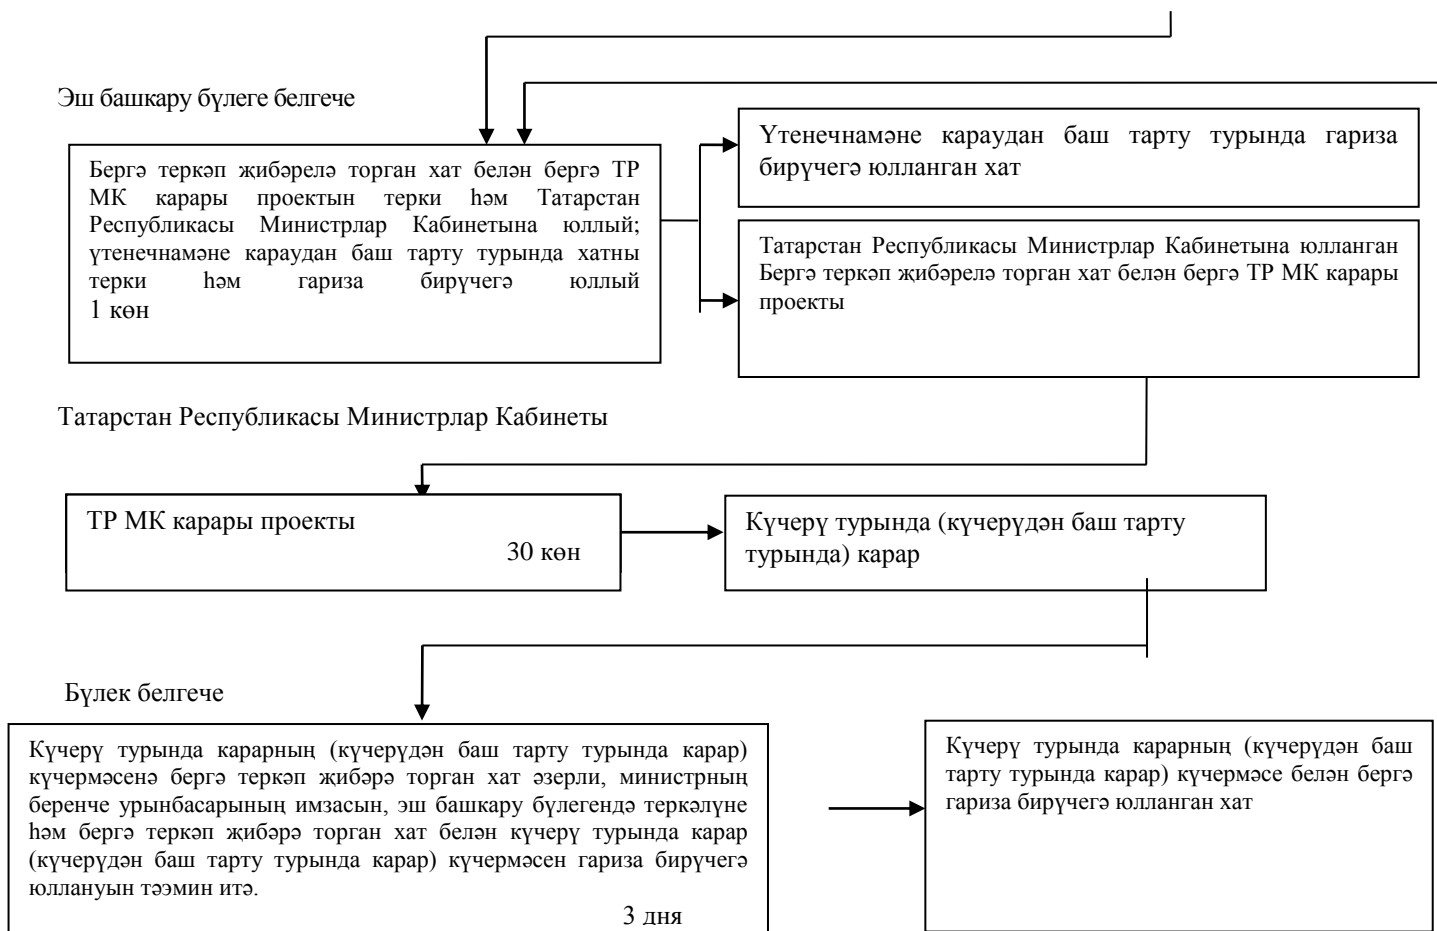 Эш башкару бүлеге белгече
Бергә теркәп җибәрелә торган хат белән бергә ТР
МК карары проектын терки һәм Татарстан
Республикасы Министрлар Кабинетына юллый;
үтенечнамәне караудан баш тарту турында хатны
терки һәм гариза бирүчегә юллый
1 көн
Үтенечнамәне караудан баш тарту турында гариза
бирүчегә юлланган хат
Татарстан Республикасы Министрлар Кабинетына юлланган
Бергә теркәп җибәрелә торган хат белән бергә ТР МК карары
проекты
Татарстан Республикасы Министрлар Кабинеты
ТР МК карары проекты
30 көн
Күчерү турында (күчерүдән баш тарту
турында) карар
Бүлек белгече
Күчерү турында карарның (күчерүдән баш тарту турында карар)
күчермәсенә бергә теркәп җибәрә торган хат әзерли, министрның
беренче урынбасарының имзасын, эш башкару бүлегендә теркәлүне
һәм бергә теркәп җибәрә торган хат белән күчерү турында карар
(күчерүдән баш тарту турында карар) күчермәсен гариза бирүчегә
юллануын тәэмин итә.
3 дня
Күчерү турында карарның (күчерүдән баш
тарту турында карар) күчермәсе белән бергә
гариза бирүчегә юлланган хат